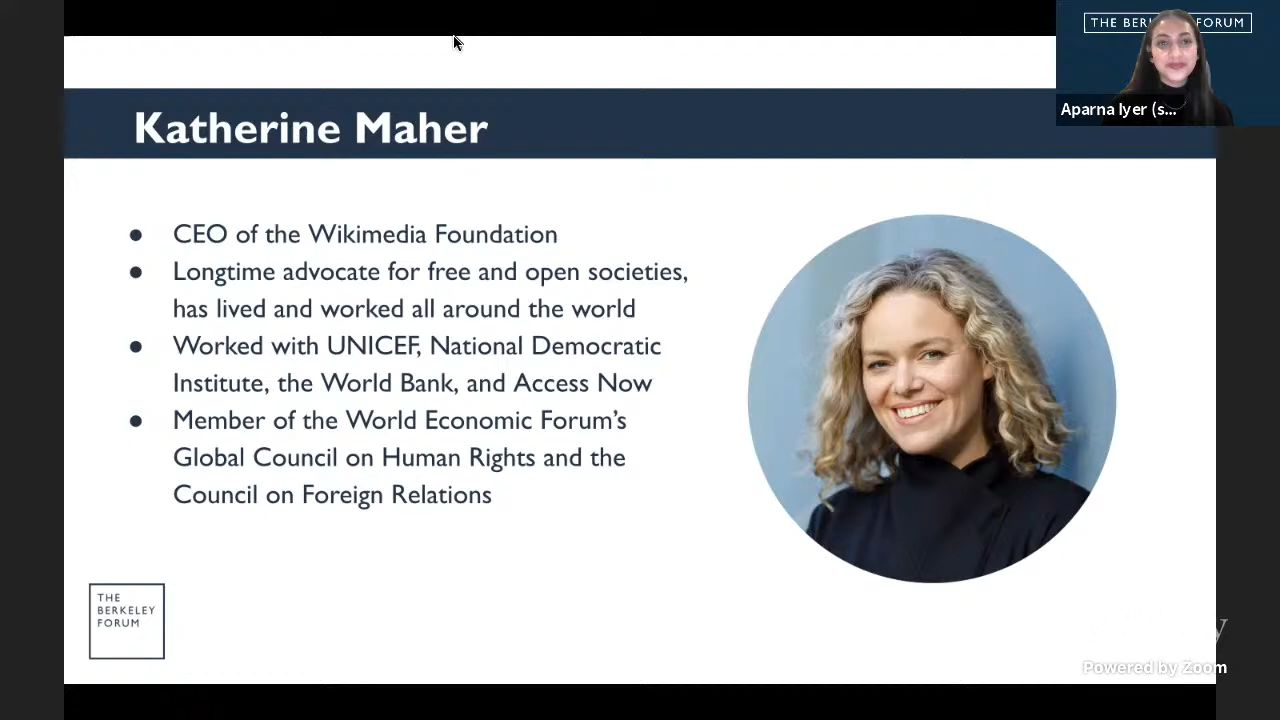 THE BERKELEY FORUM
Aparna Iyer (s...
Katherine Maher
● CEO of the Wikimedia Foundation
● Longtime advocate for free and open societies,
has lived and worked all around the world
● Worked with UNICEF, National Democratic
Institute, the World Bank, and Access Now
● Member of the World Economic Forum's
Global Council on Human Rights and the
Council on Foreign Relations
THE
BERKELEY
FORUM
Powered by Zoom